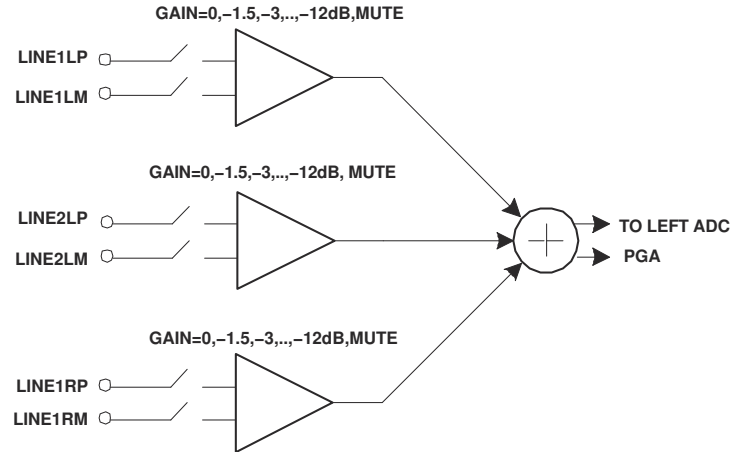 GAIN=0,−1.5,−3,..,−12dB,MUTE
LINE1LP
LINE1LM
GAIN=0,−1.5,−3,..,−12dB, MUTE
LINE2LP
LINE2LM
TO LEFT ADC
PGA
GAIN=0,−1.5,−3,..,−12dB,MUTE
LINE1RP
LINE1RM